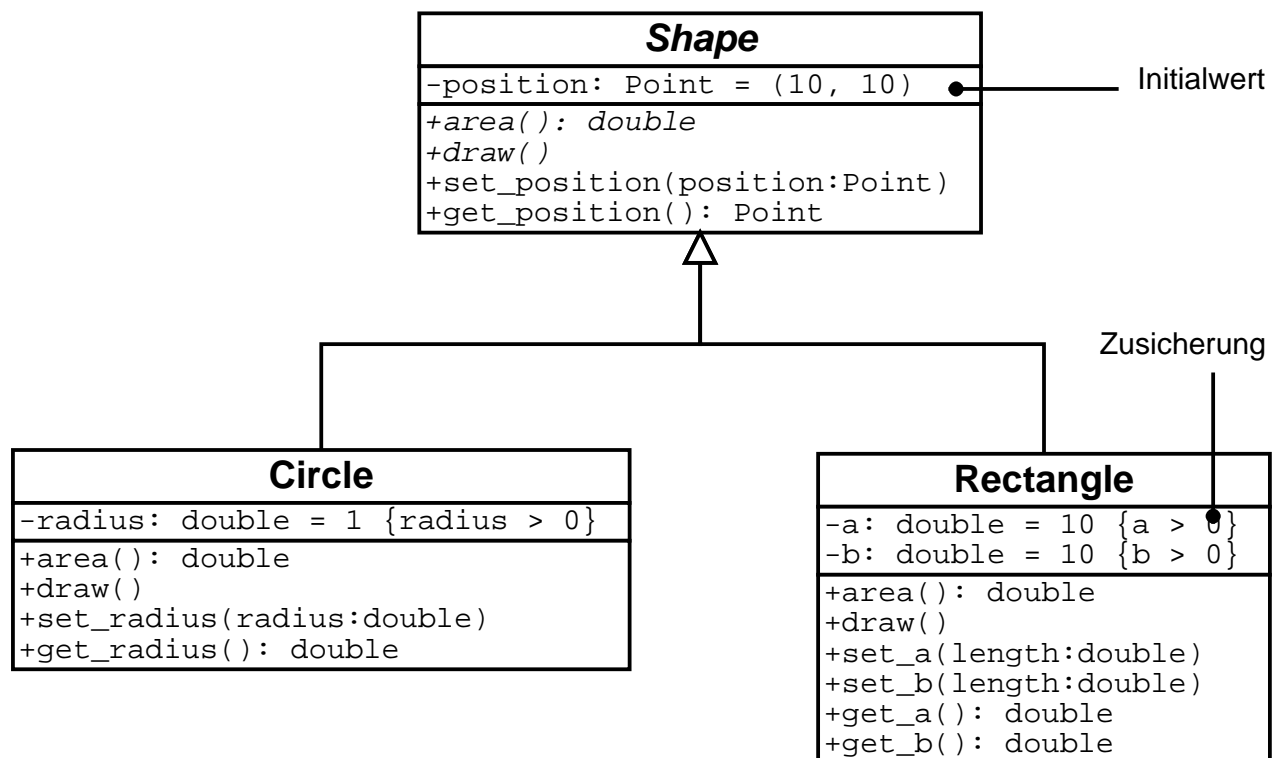 Shape
-position: Point = (10, 10)
Initialwert
+area(): double
+draw()
+set_position(position:Point)
+get_position(): Point
Zusicherung
Circle
-radius: double = 1 {radius > 0}
+area(): double
+draw()
+set_radius(radius:double)
+get_radius(): double
Rectangle
-a: double = 10 {a > 0}
-b: double = 10 {b > 0}
+area(): double
+draw()
+set_a(length:double)
+set_b(length:double)
+get_a(): double
+get_b(): double